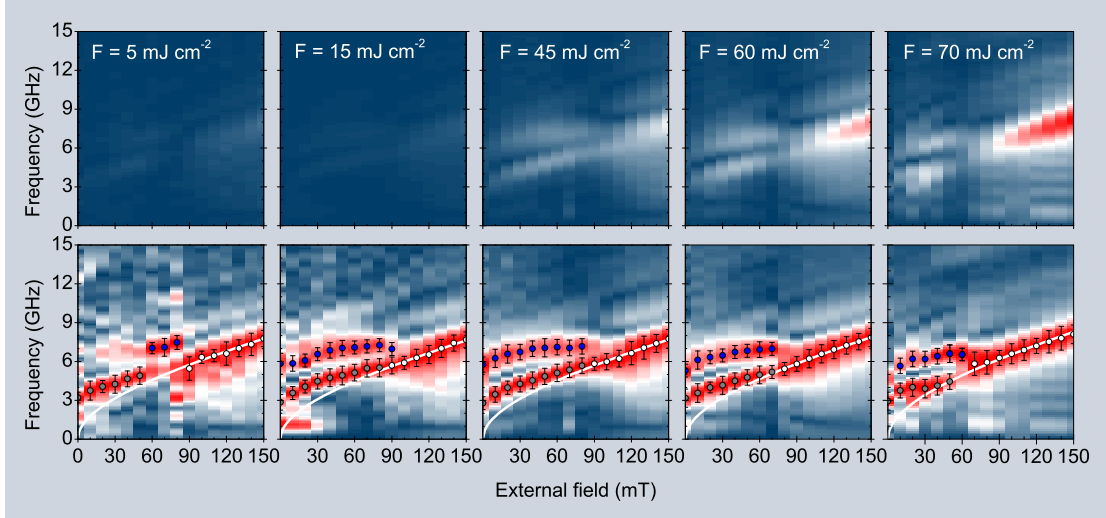 F = 5 mJ cm⁻² F = 15 mJ cm⁻² F = 45 mJ cm⁻² F = 60 mJ cm⁻² F = 70 mJ cm⁻²
Frequency (GHz)
15
12
9
6
3
0
Frequency (GHz)
15
12
9
6
3
0
0 30 60 90 120 150 30 60 90 120 150 30 60 90 120 150 30 60 90 120 150 30 60 90 120 150
External field (mT)